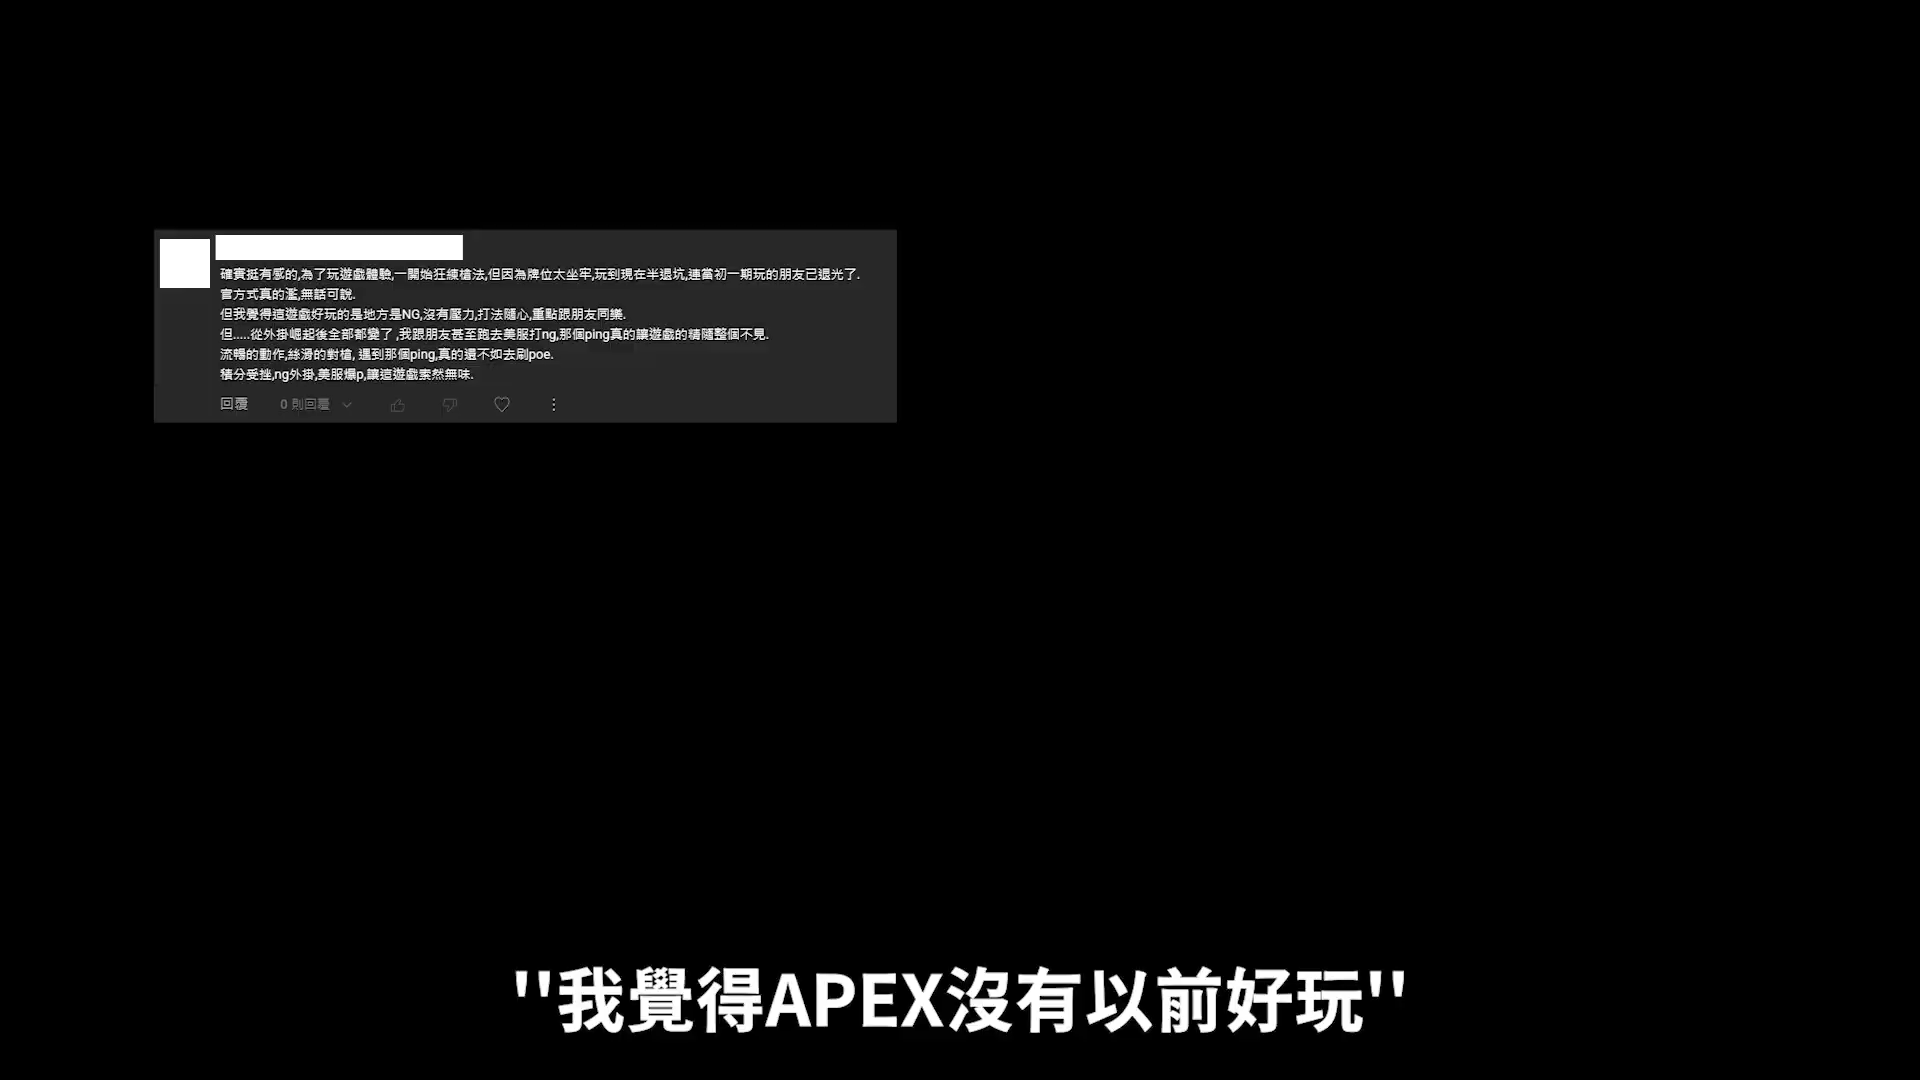 確實挺有感的,為了玩遊戲體驗,一開始狂練槍法,但因為牌位太坐牢,玩到現在半退坑,連當初一期玩的朋友已退光了.
官方式真的濫,無話可說.
但我覺得這遊戲好玩的是地方是NG,沒有壓力,打法隨心,重點跟朋友同樂.
但.....從外掛崛起後全部都變了 ,我跟朋友甚至跑去美服打ng,那個ping真的讓遊戲的精隨整個不見.
流暢的動作,絲滑的對槍, 遇到那個ping,真的還不如去刷poe.
積分受挫,ng外掛,美服爆p,讓這遊戲索然無味.
回覆 0 則回覆
''我覺得APEX沒有以前好玩''